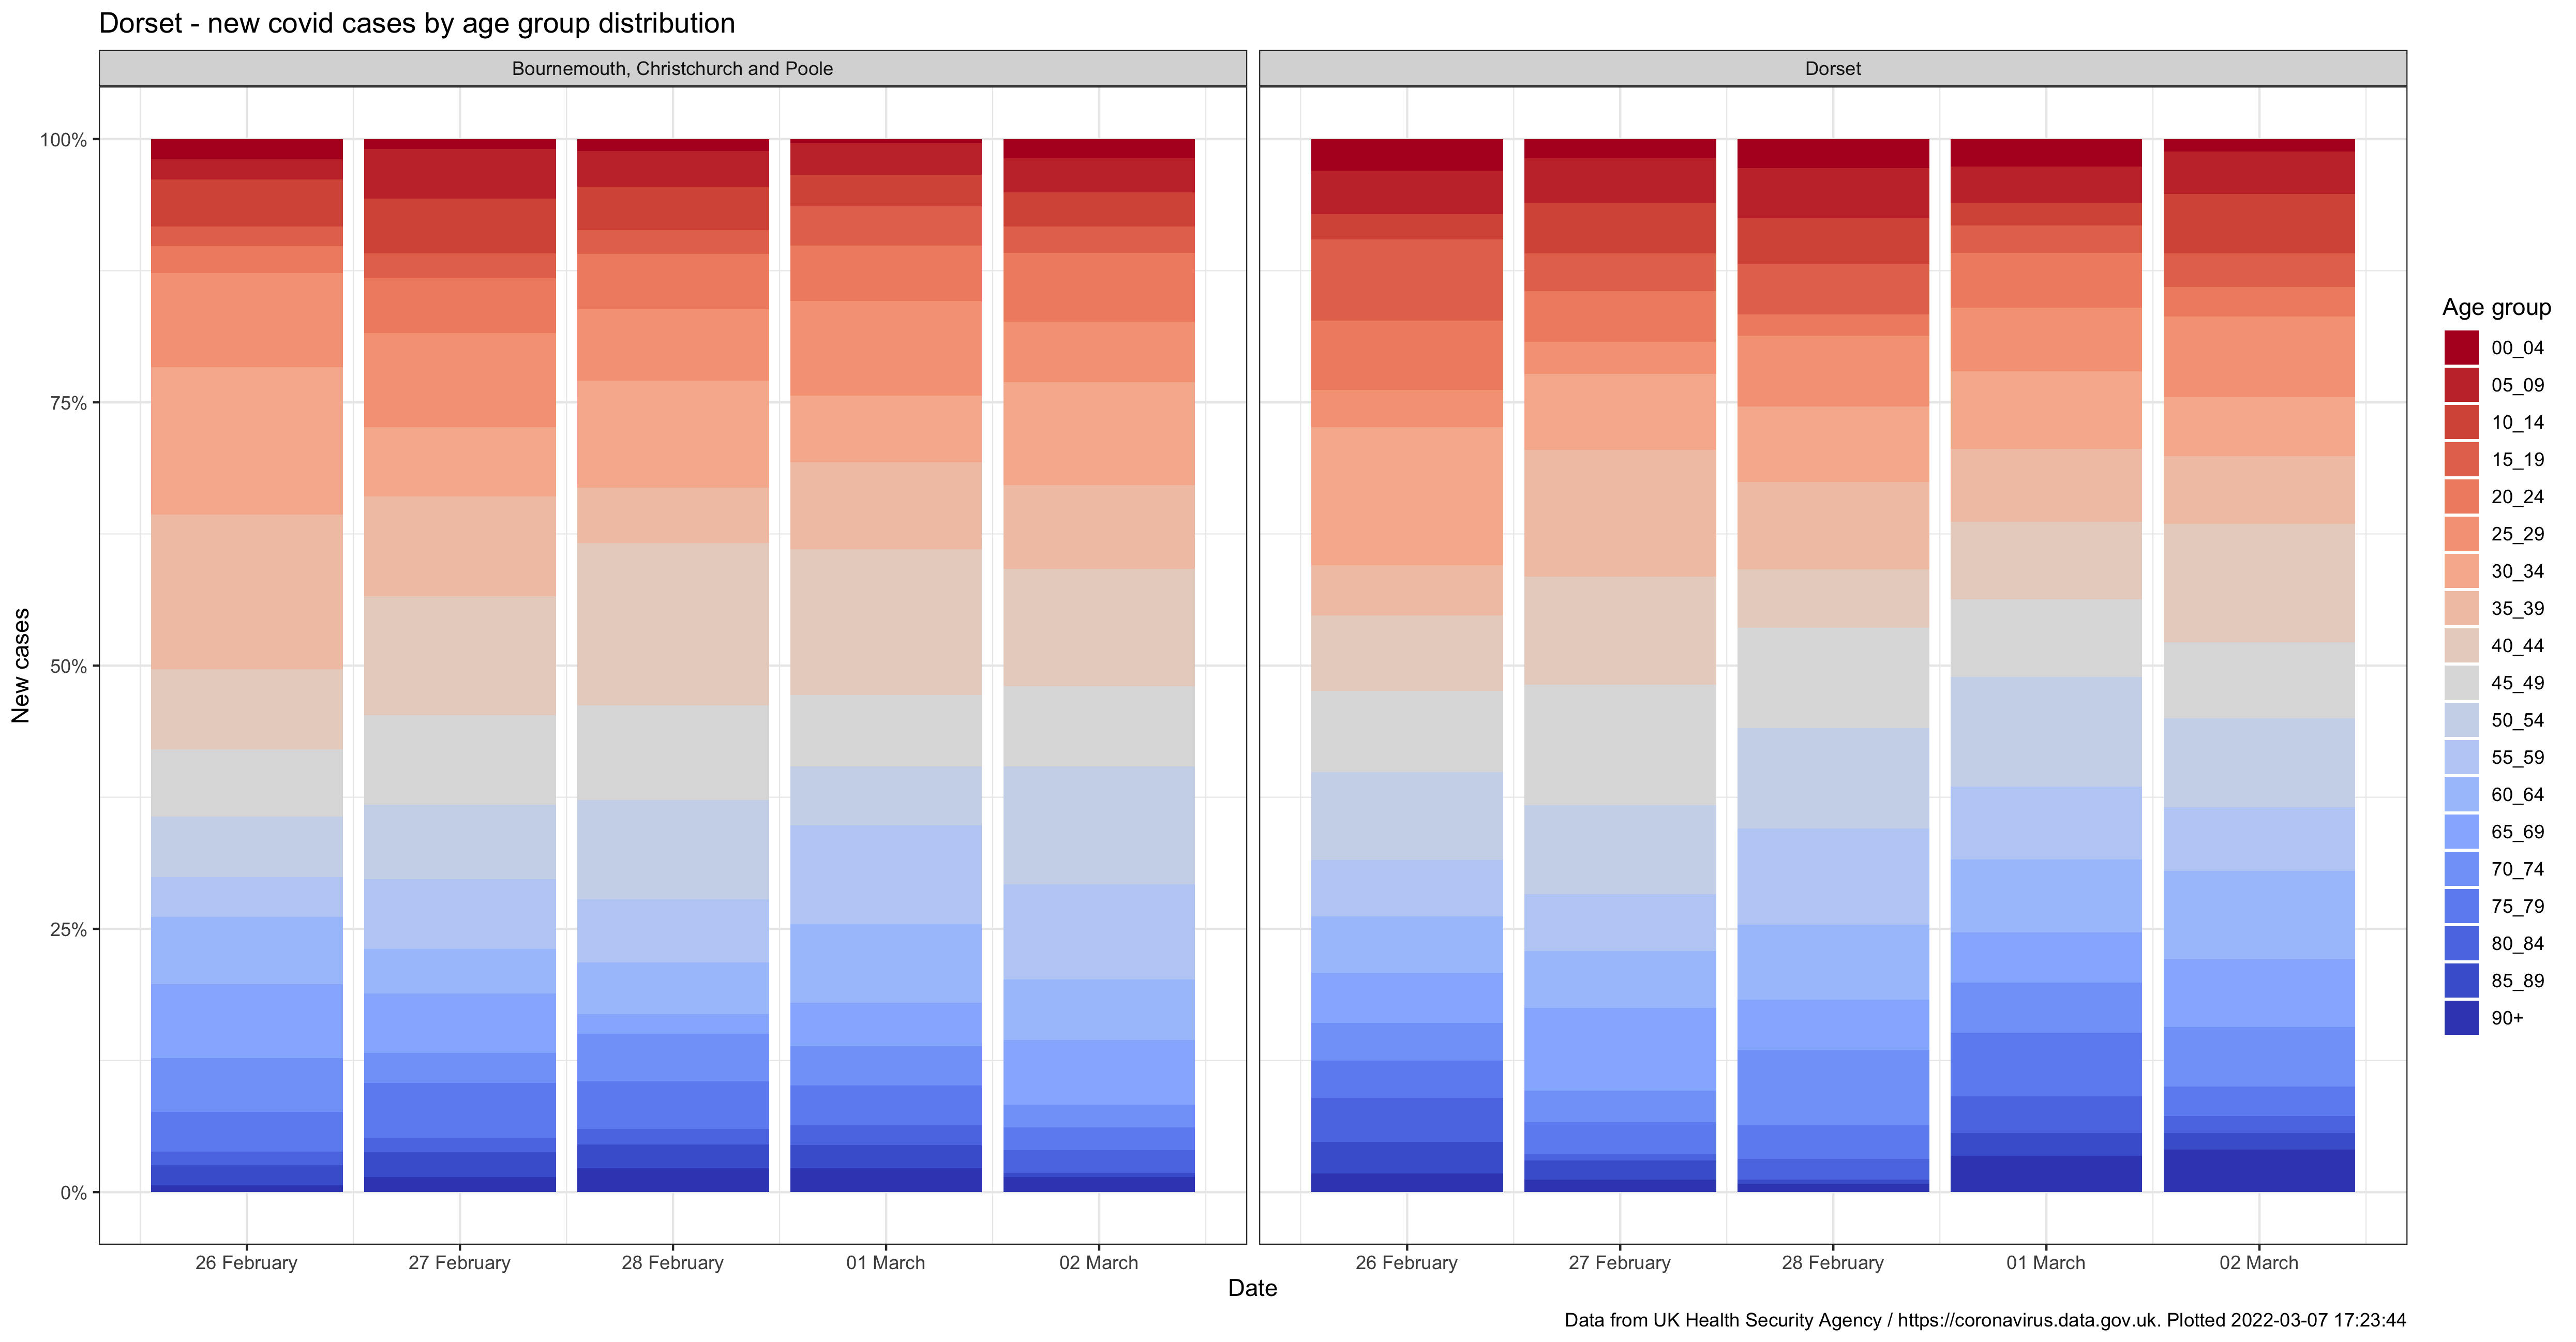 Dorset - new covid cases by age group distribution
Bournemouth, Christchurch and Poole
Dorset
100%
75%
50%
25%
0%
New cases
26 February
27 February
28 February
01 March
02 March
26 February
27 February
28 February
01 March
02 March
Date
Age group
00_04
05_09
10_14
15_19
20_24
25_29
30_34
35_39
40_44
45_49
50_54
55_59
60_64
65_69
70_74
75_79
80_84
85_89
90+
Data from UK Health Security Agency / https://coronavirus.data.gov.uk. Plotted 2022-03-07 17:23:44